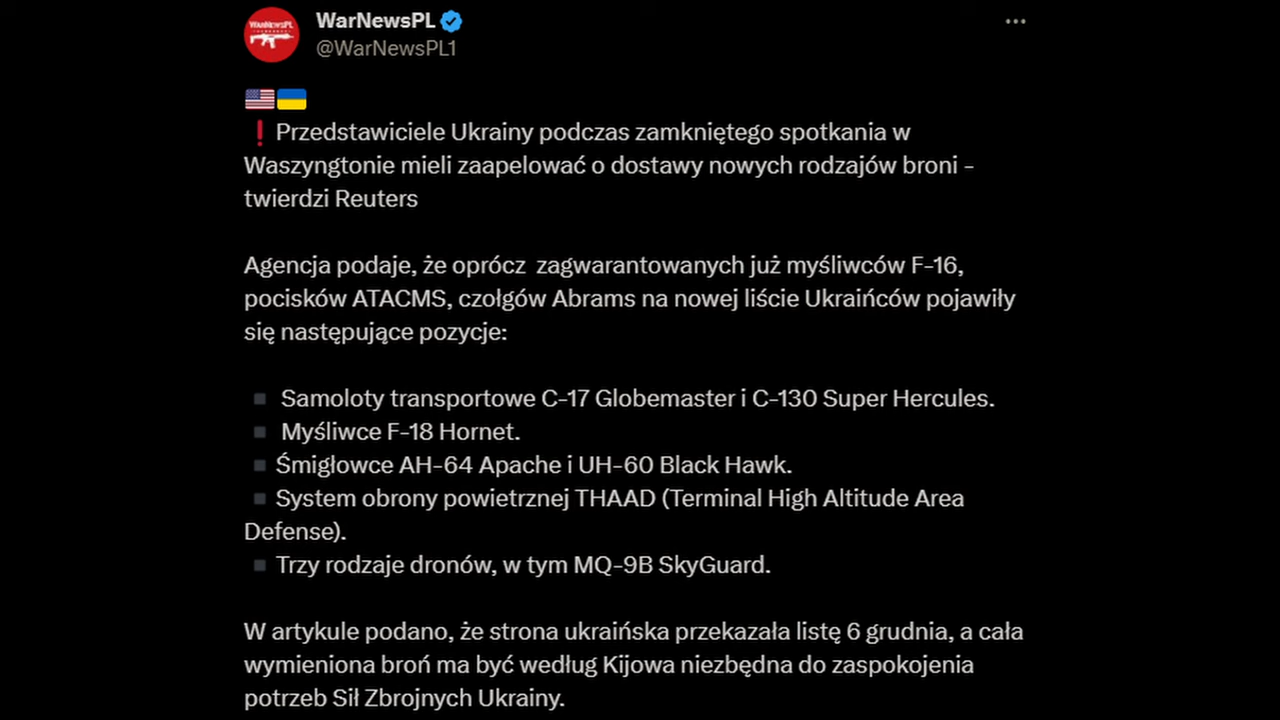 WarNewsPL
WarNewsPL
@WarNewsPL1
❗Przedstawiciele Ukrainy podczas zamkniętego spotkania w
Waszyngtonie mieli zaapelować o dostawy nowych rodzajów broni -
twierdzi Reuters
Agencja podaje, że oprócz zagwarantowanych już myśliwców F-16,
pocisków ATACMS, czołgów Abrams na nowej liście Ukraińców pojawiły
się następujące pozycje:
▪ Samoloty transportowe C-17 Globemaster i C-130 Super Hercules.
▪ Myśliwce F-18 Hornet.
▪ Śmigłowce AH-64 Apache i UH-60 Black Hawk.
▪ System obrony powietrznej THAAD (Terminal High Altitude Area
Defense).
▪ Trzy rodzaje dronów, w tym MQ-9B SkyGuard.
W artykule podano, że strona ukraińska przekazała listę 6 grudnia, a cała
wymieniona broń ma być według Kijowa niezbędna do zaspokojenia
potrzeb Sił Zbrojnych Ukrainy.